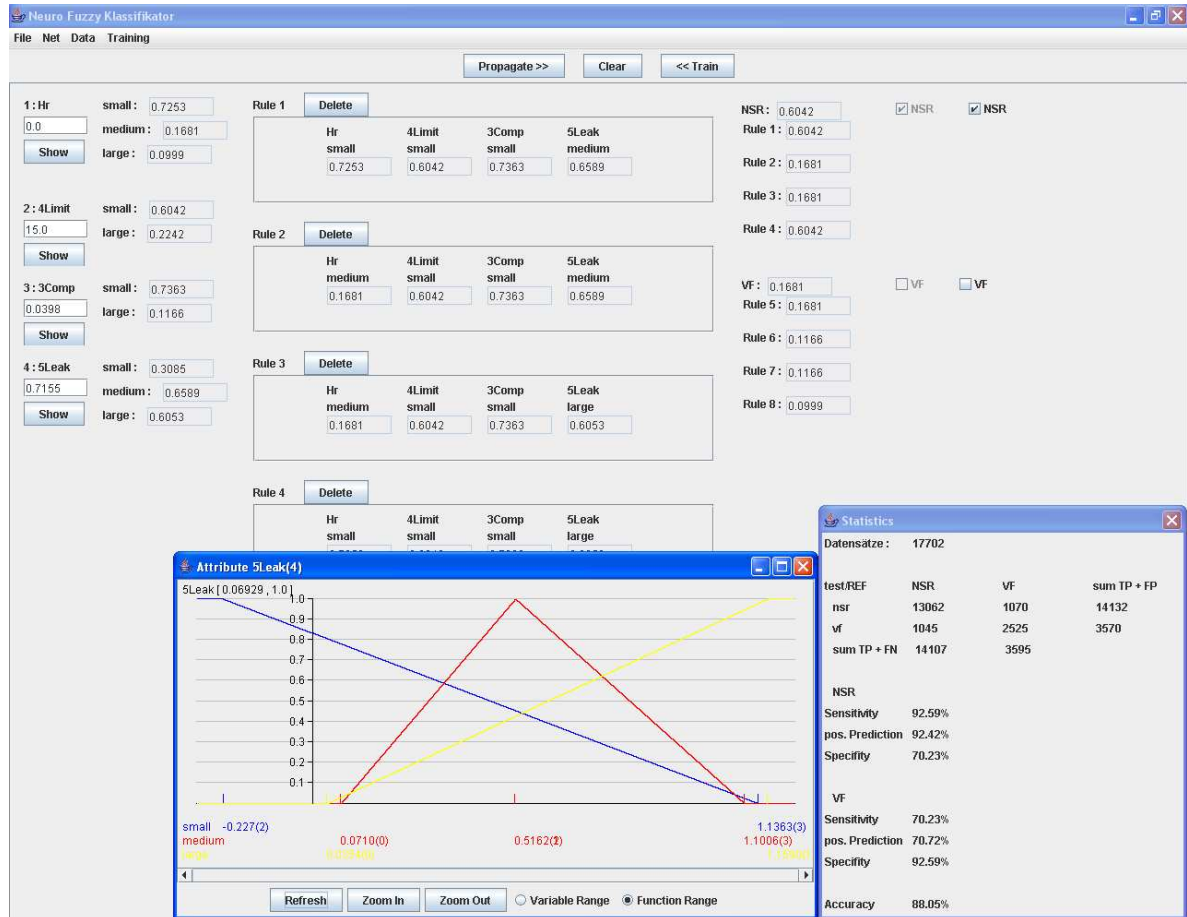 Neuro Fuzzy Klassifikator
File Net Data Training
Propagate >> Clear << Train
1 : Hr small : 0.7253
0.0 medium : 0.1681
Show large : 0.0999
2 : 4Limit small : 0.6042
15.0 large : 0.2242
Show
3 : 3Comp small : 0.7363
0.0398 large : 0.1166
Show
4 : 5Leak small : 0.3085
0.7155 medium : 0.6589
Show large : 0.6053
Rule 1 Delete
Hr 4Limit 3Comp 5Leak
small small small medium
0.7253 0.6042 0.7363 0.6589
Rule 2 Delete
Hr 4Limit 3Comp 5Leak
medium small small medium
0.1681 0.6042 0.7363 0.6589
Rule 3 Delete
Hr 4Limit 3Comp 5Leak
medium small small large
0.1681 0.6042 0.7363 0.6053
Rule 4 Delete
Hr 4Limit 3Comp 5Leak
small small small large
NSR : 0.6042 NSR NSR
Rule 1 : 0.6042
Rule 2 : 0.1681
Rule 3 : 0.1681
Rule 4 : 0.6042
VF : 0.1681 VF VF
Rule 5 : 0.1681
Rule 6 : 0.1166
Rule 7 : 0.1166
Rule 8 : 0.0999
Attribute 5Leak(4)
5Leak [ 0.06929 , 1.0 ]
1.0
0.9
0.8
0.7
0.6
0.5
0.4
0.3
0.2
0.1
small -0.227(2) 1.1363(3)
medium 0.0710(0) 1.1006(3)
large
Refresh Zoom In Zoom Out Variable Range Function Range
Statistics
Datensätze : 17702
test/REF NSR VF sum TP + FP
nsr 13062 1070 14132
vf 1045 2525 3570
sum TP + FN 14107 3595
NSR
Sensitivity 92.59%
pos. Prediction 92.42%
Specifity 70.23%
VF
Sensitivity 70.23%
pos. Prediction 70.72%
Specifity 92.59%
Accuracy 88.05%